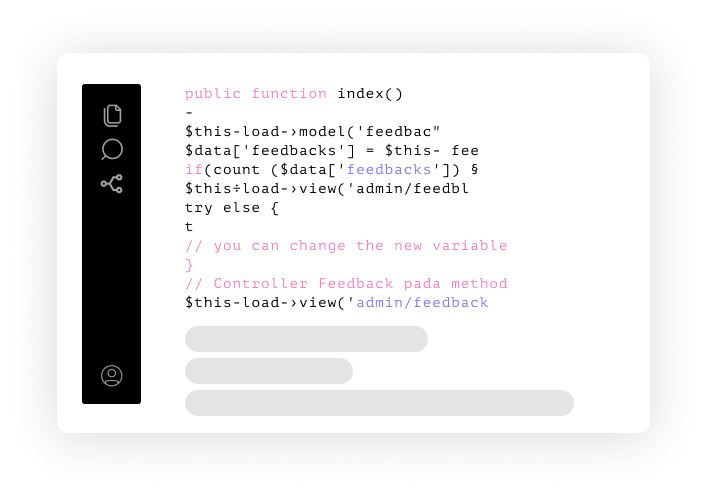 public function index()
-
$this-load-›model('feedbac"
$data['feedbacks'] = $this- fee
if(count ($data['feedbacks']) §
$this÷load-›view('admin/feedbl
try else {
t
// you can change the new variable
}
// Controller Feedback pada method
$this-load-›view('admin/feedback